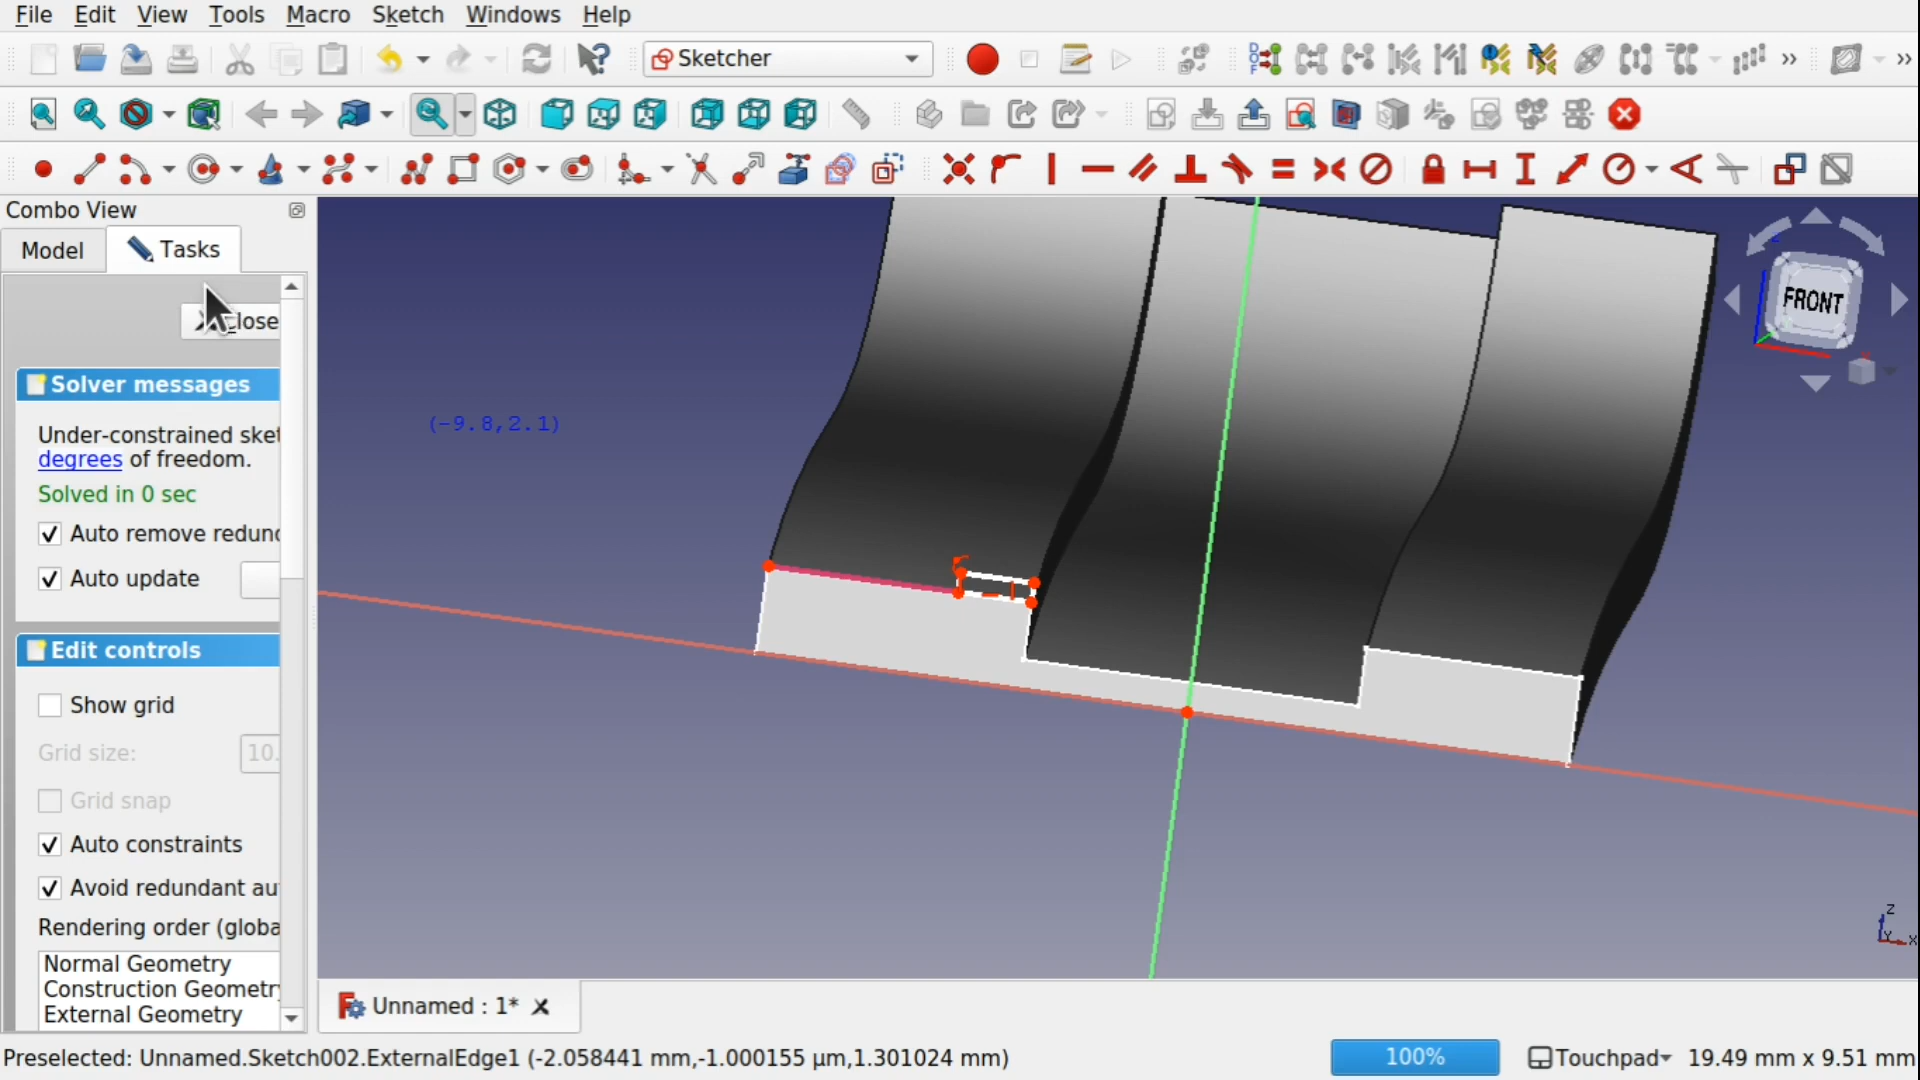 File Edit View Tools Macro Sketch Windows Help
Sketcher
Combo View
Model Tasks
Close
Solver messages
Under-constrained sket
degrees of freedom.
Solved in 0 sec
Auto remove redunc
Auto update
Edit controls
Show grid
Grid size: 10.
Grid snap
Auto constraints
Avoid redundant au
Rendering order (globa
Normal Geometry
Construction Geometry
External Geometry
(-9.8,2.1)
FRONT
Z
Y
X
Unnamed : 1*
Preselected: Unnamed.Sketch002.ExternalEdge1 (-2.058441 mm,-1.000155 µm,1.301024 mm)
100%
Touchpad
19.49 mm x 9.51 mm